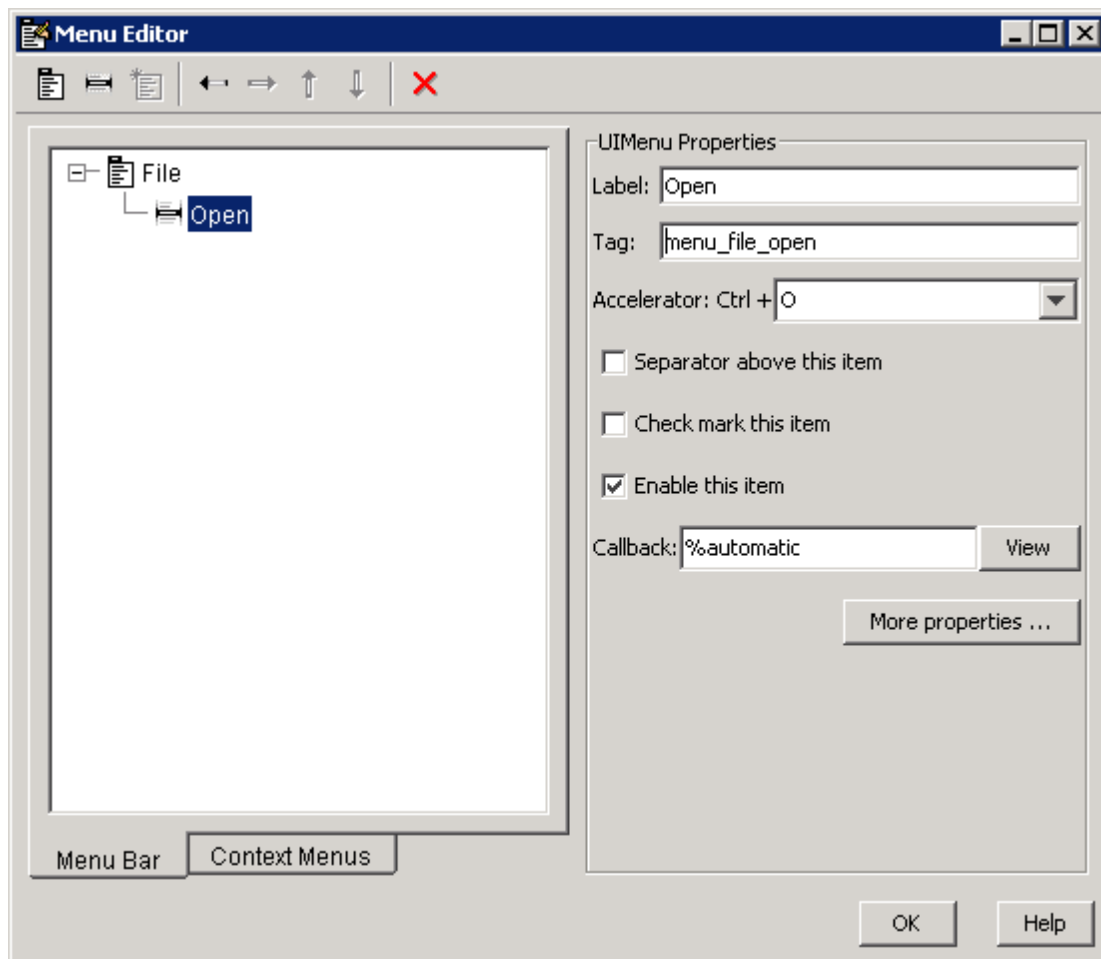 Menu Editor
File
Open
UIMenu Properties
Label: Open
Tag: menu_file_open
Accelerator: Ctrl + O
Separator above this item
Check mark this item
Enable this item
Callback: %automatic View
More properties ...
Menu Bar Context Menus
OK Help